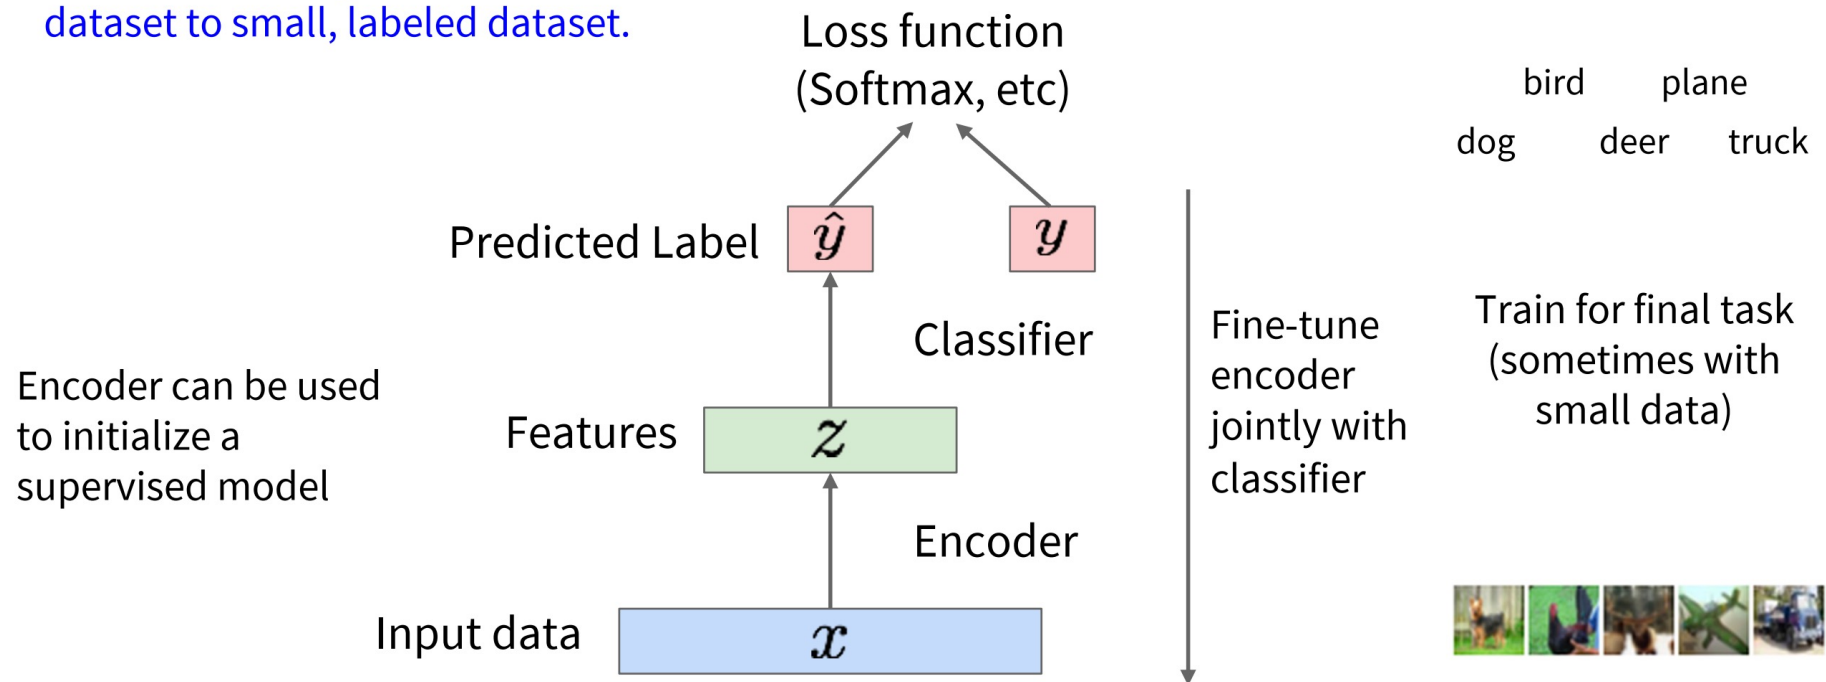 dataset to small, labeled dataset.
Loss function
(Softmax, etc)
bird plane
dog deer truck
Predicted Label
ŷ
y
Classifier
Fine-tune
encoder
jointly with
classifier
Train for final task
(sometimes with
small data)
Encoder can be used
to initialize a
supervised model
Features
z
Encoder
Input data
x